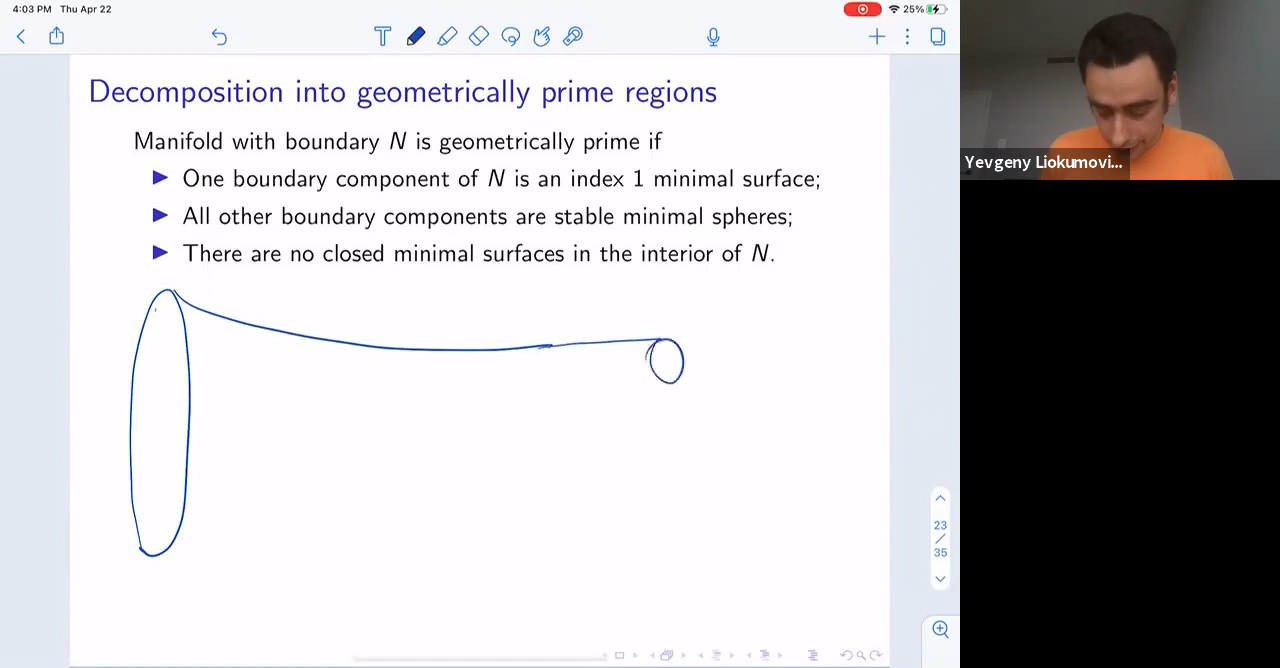 4:03 PM Thu Apr 22
25%
Decomposition into geometrically prime regions
Manifold with boundary N is geometrically prime if
One boundary component of N is an index 1 minimal surface;
All other boundary components are stable minimal spheres;
There are no closed minimal surfaces in the interior of N.
Yevgeny Liokumovi...
23
/
35